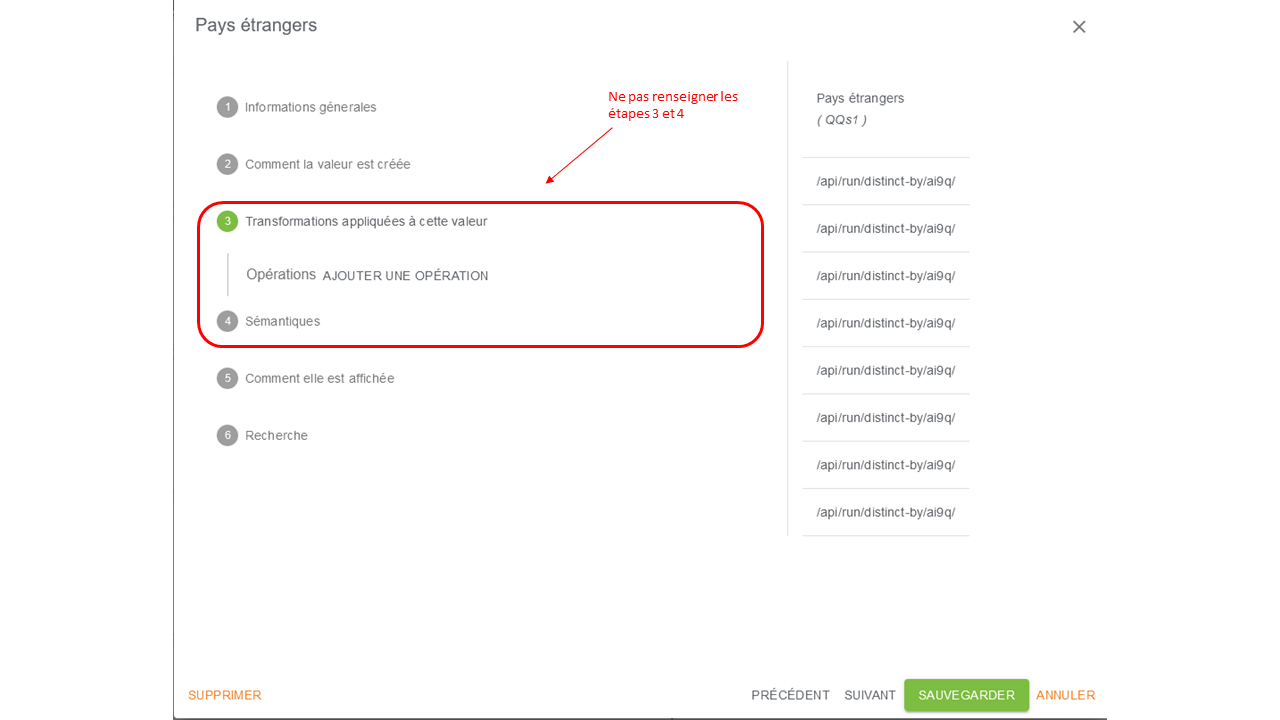 Pays étrangers
1 Informations génerales
Ne pas renseigner les
étapes 3 et 4
2 Comment la valeur est créée
3 Transformations appliquées à cette valeur
Opérations AJOUTER UNE OPÉRATION
4 Sémantiques
5 Comment elle est affichée
6 Recherche
Pays étrangers
( QQs1 )
/api/run/distinct-by/ai9q/
/api/run/distinct-by/ai9q/
/api/run/distinct-by/ai9q/
/api/run/distinct-by/ai9q/
/api/run/distinct-by/ai9q/
/api/run/distinct-by/ai9q/
/api/run/distinct-by/ai9q/
/api/run/distinct-by/ai9q/
SUPPRIMER PRÉCÉDENT SUIVANT SAUVEGARDER ANNULER